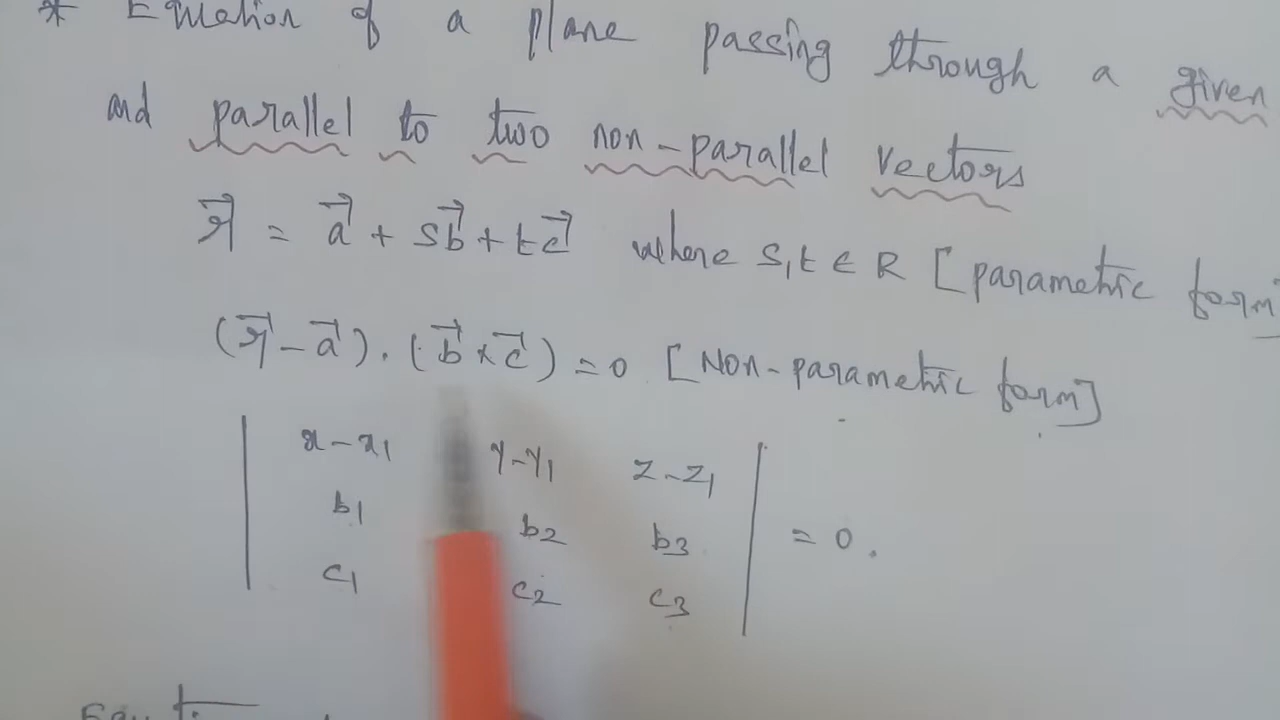 * Equation of a plane passing through a given
and parallel to two non-parallel vectors
r⃗ = a⃗ + sb⃗ + tc⃗ where s,t ∈ R [parametric form]
(r⃗ - a⃗) . (b⃗ × c⃗) = 0 [Non-parametric form]
x-x₁ y-y₁ z-z₁
b₁ b₂ b₃ = 0.
c₁ c₂ c₃